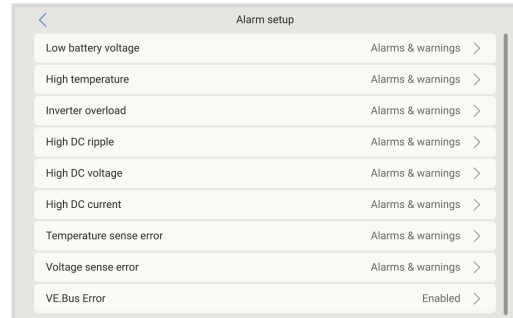 Alarm setup
Low battery voltage Alarms & warnings
High temperature Alarms & warnings
Inverter overload Alarms & warnings
High DC ripple Alarms & warnings
High DC voltage Alarms & warnings
High DC current Alarms & warnings
Temperature sense error Alarms & warnings
Voltage sense error Alarms & warnings
VE.Bus Error Enabled